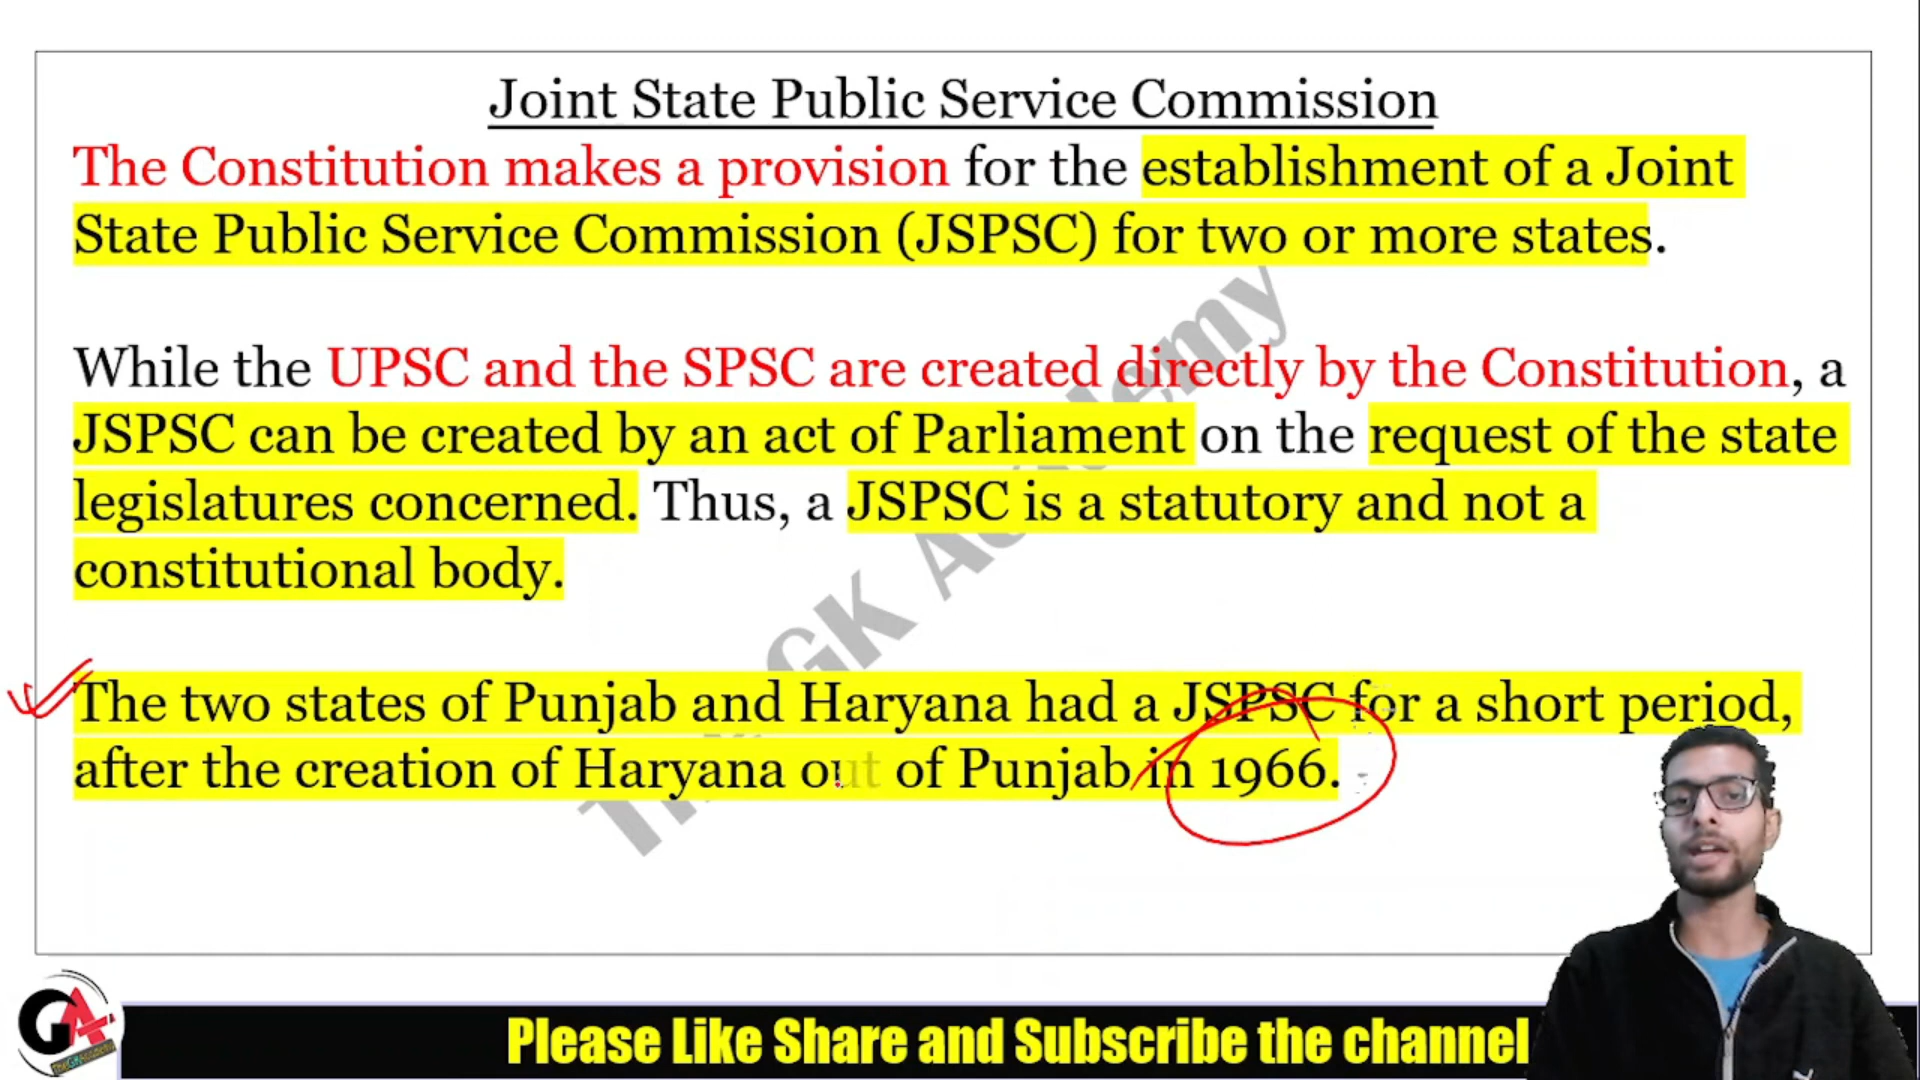 Joint State Public Service Commission
The Constitution makes a provision for the establishment of a Joint
State Public Service Commission (JSPSC) for two or more states.
While the UPSC and the SPSC are created directly by the Constitution, a
JSPSC can be created by an act of Parliament on the request of the state
legislatures concerned. Thus, a JSPSC is a statutory and not a
constitutional body.
The two states of Punjab and Haryana had a JSPSC for a short period,
after the creation of Haryana out of Punjab in 1966.
GK Academy
GA
Please Like Share and Subscribe the channel